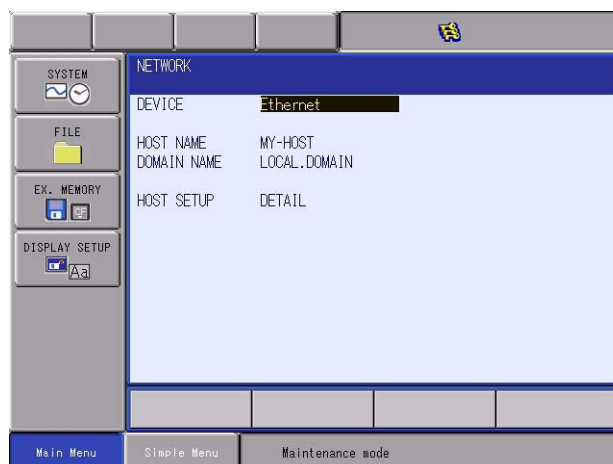 SYSTEM
FILE
EX. MEMORY
CF
DISPLAY SETUP
Aa
NETWORK
DEVICE Ethernet
HOST NAME MY-HOST
DOMAIN NAME LOCAL.DOMAIN
HOST SETUP DETAIL
Main Menu Simple Menu Maintenance mode